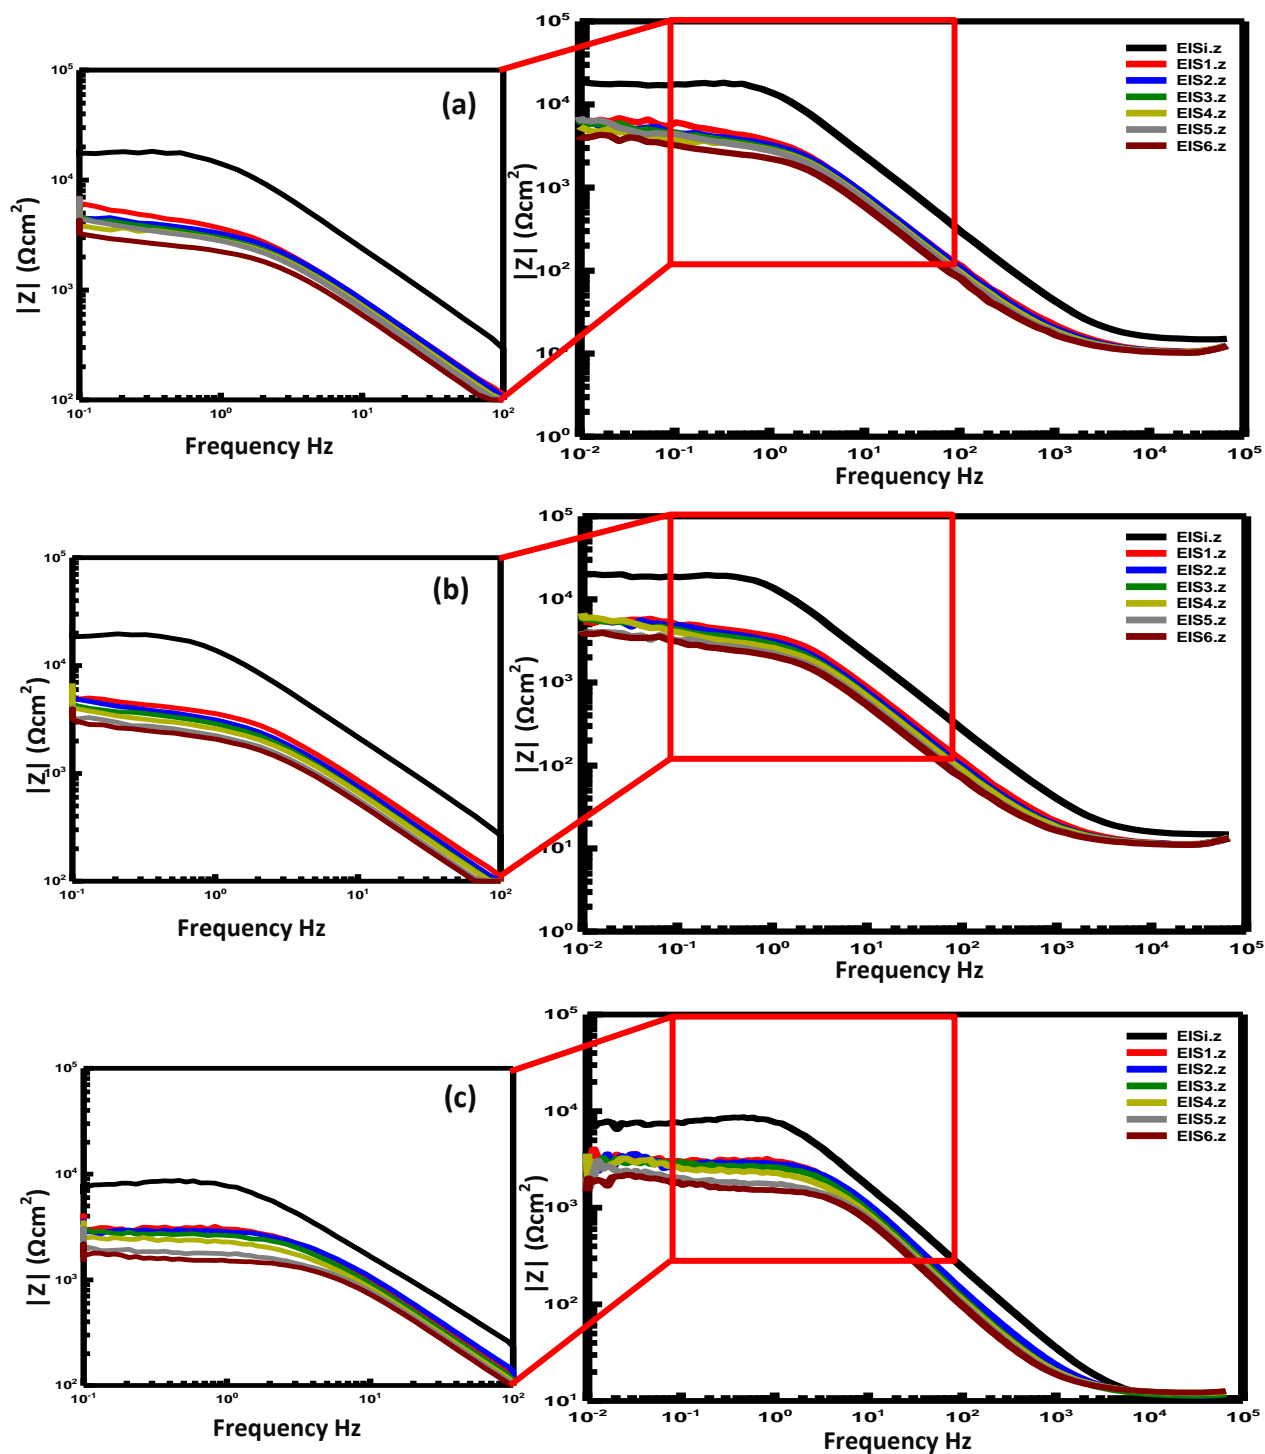 (a)
10⁵
10⁴
10³
10²
|Z| (Ωcm²)
10⁻¹ 10⁰ 10¹ 10²
Frequency Hz
10⁵
10⁴
10³
10²
10¹
10⁰
|Z| (Ωcm²)
EISi.z
EIS1.z
EIS2.z
EIS3.z
EIS4.z
EIS5.z
EIS6.z
10⁻² 10⁻¹ 10⁰ 10¹ 10² 10³ 10⁴ 10⁵
Frequency Hz
(b)
10⁵
10⁴
10³
10²
|Z| (Ωcm²)
10⁻¹ 10⁰ 10¹ 10²
Frequency Hz
10⁵
10⁴
10³
10²
10¹
10⁰
|Z| (Ωcm²)
EISi.z
EIS1.z
EIS2.z
EIS3.z
EIS4.z
EIS5.z
EIS6.z
10⁻² 10⁻¹ 10⁰ 10¹ 10² 10³ 10⁴ 10⁵
Frequency Hz
(c)
10⁵
10⁴
10³
10²
|Z| (Ωcm²)
10⁻¹ 10⁰ 10¹ 10²
Frequency Hz
10⁵
10⁴
10³
10²
10¹
|Z| (Ωcm²)
EISi.z
EIS1.z
EIS2.z
EIS3.z
EIS4.z
EIS5.z
EIS6.z
10⁻² 10⁻¹ 10⁰ 10¹ 10² 10³ 10⁴ 10⁵
Frequency Hz